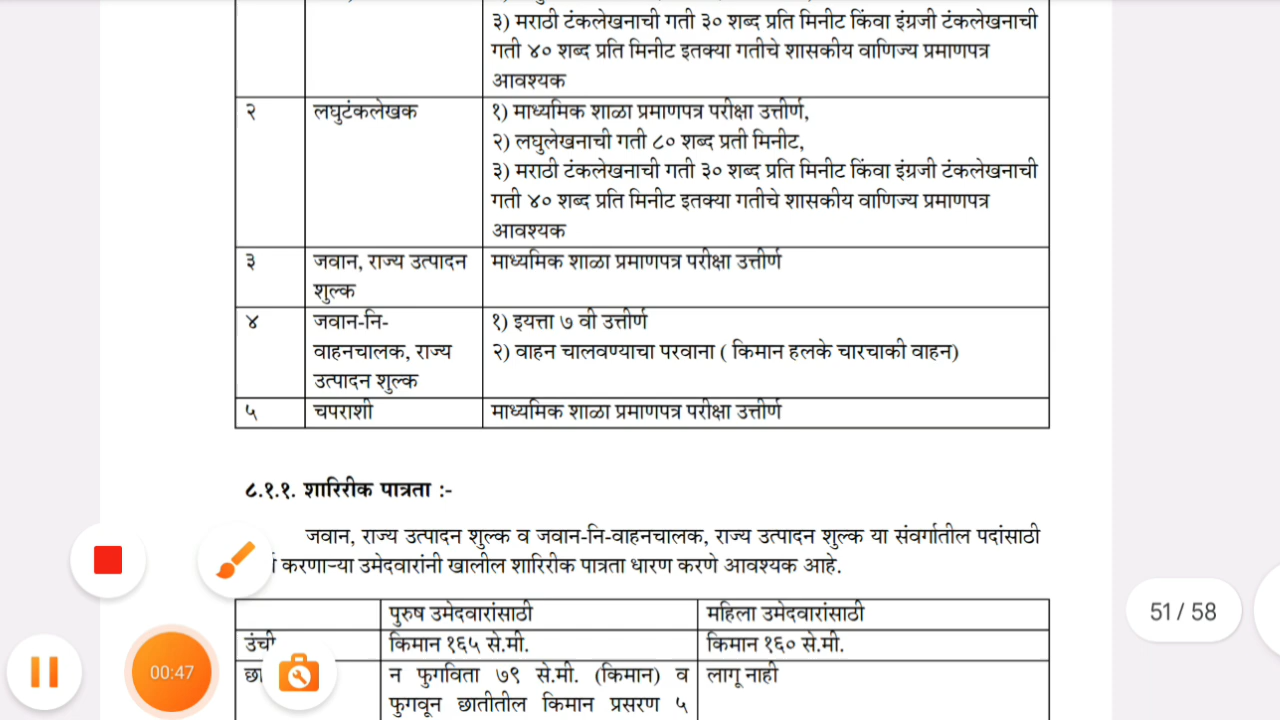 ३) मराठी टंकलेखनाची गती ३० शब्द प्रति मिनीट किंवा इंग्रजी टंकलेखनाची
गती ४० शब्द प्रति मिनीट इतक्या गतीचे शासकीय वाणिज्य प्रमाणपत्र
आवश्यक
२ लघुटंकलेखक १) माध्यमिक शाळा प्रमाणपत्र परीक्षा उत्तीर्ण,
२) लघुलेखनाची गती ८० शब्द प्रती मिनीट,
३) मराठी टंकलेखनाची गती ३० शब्द प्रति मिनीट किंवा इंग्रजी टंकलेखनाची
गती ४० शब्द प्रति मिनीट इतक्या गतीचे शासकीय वाणिज्य प्रमाणपत्र
आवश्यक
३ जवान, राज्य उत्पादन माध्यमिक शाळा प्रमाणपत्र परीक्षा उत्तीर्ण
शुल्क
४ जवान-नि- १) इयत्ता ७ वी उत्तीर्ण
वाहनचालक, राज्य २) वाहन चालवण्याचा परवाना ( किमान हलके चारचाकी वाहन)
उत्पादन शुल्क
५ चपराशी माध्यमिक शाळा प्रमाणपत्र परीक्षा उत्तीर्ण
८.१.१. शारिरीक पात्रता :-
जवान, राज्य उत्पादन शुल्क व जवान-नि-वाहनचालक, राज्य उत्पादन शुल्क या संवर्गातील पदांसाठी
करणाऱ्या उमेदवारांनी खालील शारिरीक पात्रता धारण करणे आवश्यक आहे.
51 / 58
पुरुष उमेदवारांसाठी महिला उमेदवारांसाठी
उंची किमान १६५ से.मी. किमान १६० से.मी.
00:47
न फुगविता ७९ से.मी. (किमान) व लागू नाही
फुगवून छातीतील किमान प्रसरण ५